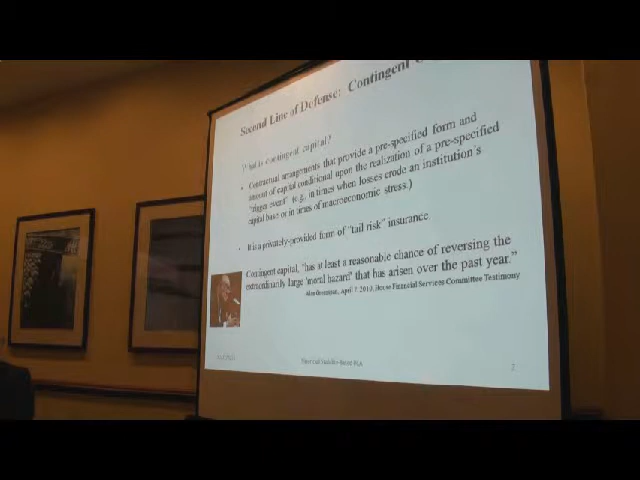 Second Line of Defense: Contingent
What is contingent capital?
• Contractual arrangements that provide a pre-specified form and
amount of capital conditional upon the realization of a pre-specified
"trigger event" (e.g., in times when losses erode an institution's
capital base or in times of macroeconomic stress.)
• It is a privately-provided form of "tail risk" insurance.
Contingent capital, "has at least a reasonable chance of reversing the
extraordinarily large 'moral hazard' that has arisen over the past year."
Alan Greenspan, April 7 2010, House Financial Services Committee Testimony
2